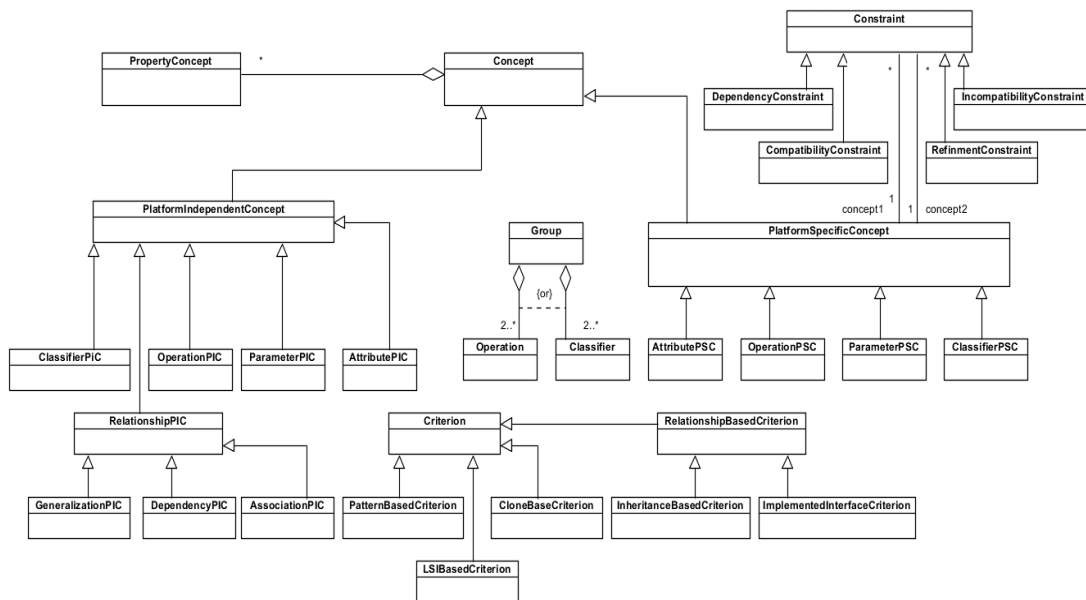 Constraint
PropertyConcept
*
Concept
*
*
DependencyConstraint
IncompatibilityConstraint
CompatibilityConstraint
RefinmentConstraint
PlatformIndependentConcept
1
concept1
1
concept2
Group
PlatformSpecificConcept
{or}
2..*
2..*
ClassifierPiC
OperationPIC
ParameterPIC
AttributePIC
Operation
Classifier
AttributePSC
OperationPSC
ParameterPSC
ClassifierPSC
RelationshipPIC
Criterion
RelationshipBasedCriterion
GeneralizationPIC
DependencyPIC
AssociationPIC
PatternBasedCriterion
CloneBaseCriterion
InheritanceBasedCriterion
ImplementedInterfaceCriterion
LSIBasedCriterion